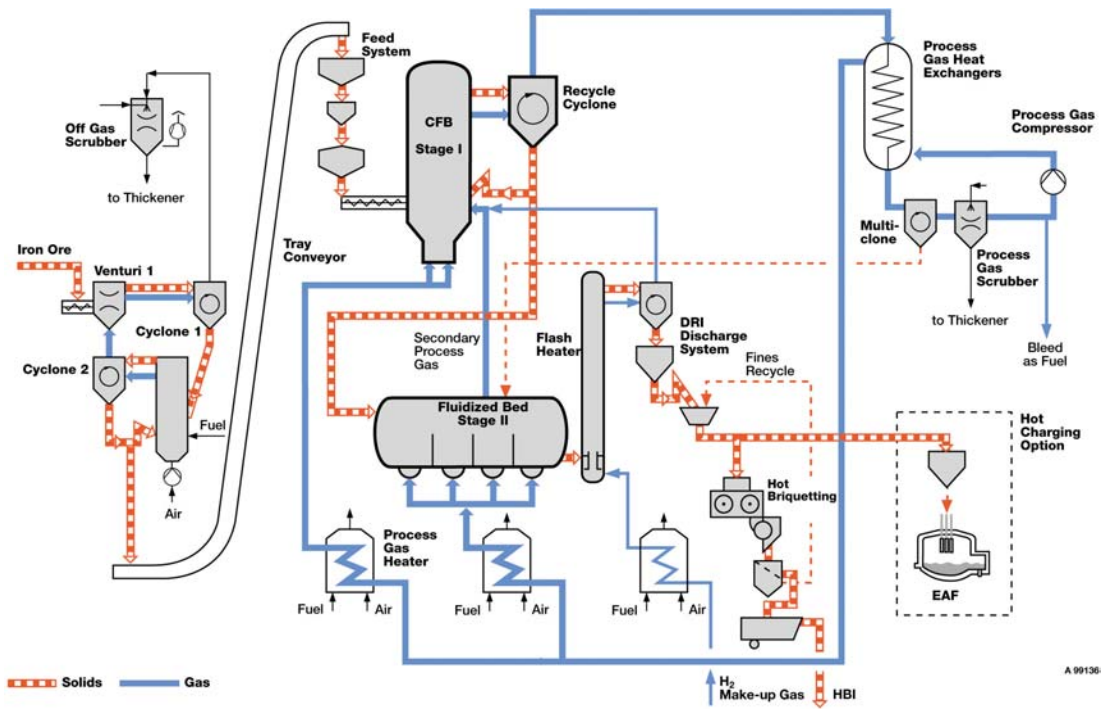 Feed
System
Process
Gas Heat
Exchangers
Recycle
Cyclone
CFB
Stage I
Process Gas
Compressor
Off Gas
Scrubber
to Thickener
Multi-
clone
Process
Gas
Scrubber
Iron Ore
Venturi 1
Tray
Conveyor
Cyclone 1
Cyclone 2
Secondary
Process
Gas
Flash
Heater
DRI
Discharge
System
to Thickener
Bleed
as Fuel
Fines
Recycle
Fluidized Bed
Stage II
Fuel
Air
Hot
Charging
Option
Hot
Briquetting
Process
Gas
Heater
EAF
Fuel
Air
Fuel
Air
Fuel
Air
Solids
Gas
H2
Make-up Gas
HBI
A 99136